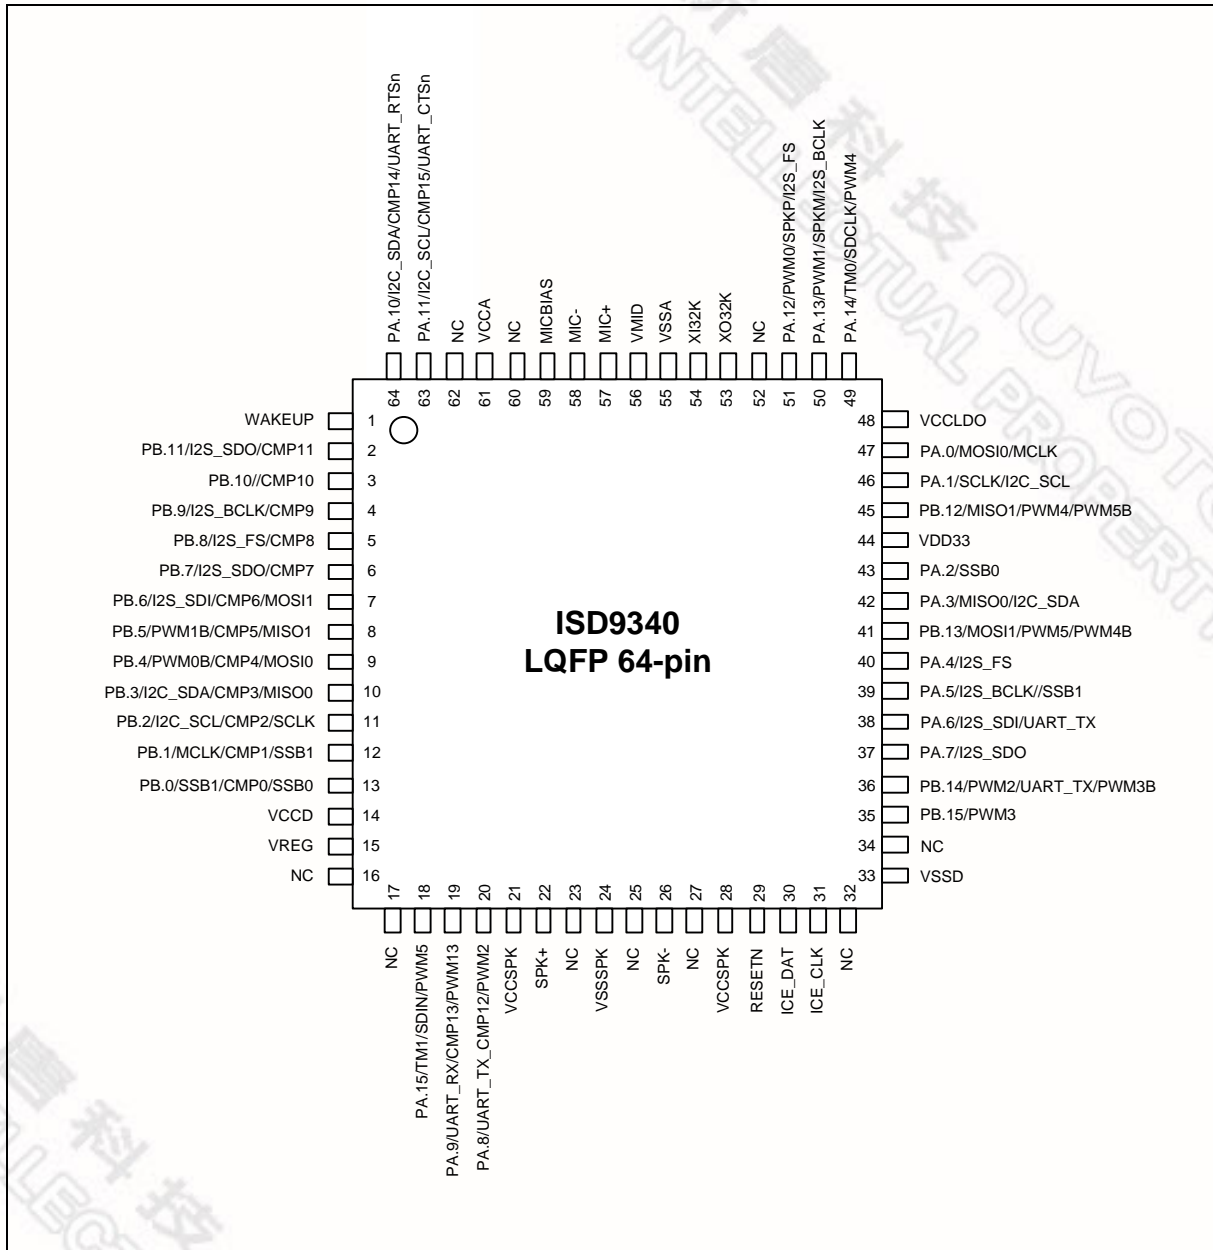 PA.10/I2C_SDA/CMP14/UART_RTSn
PA.11/I2C_SCL/CMP15/UART_CTSn
NC
VCCA
NC
MICBIAS
MIC-
MIC+
VMID
VSSA
XI32K
XO32K
NC
PA.12/PWM0/SPKP/I2S_FS
PA.13/PWM1/SPKM/I2S_BCLK
PA.14/TM0/SDCLK/PWM4
64 63 62 61 60 59 58 57 56 55 54 53 52 51 50 49
WAKEUP 1
PB.11/I2S_SDO/CMP11 2
PB.10//CMP10 3
PB.9/I2S_BCLK/CMP9 4
PB.8/I2S_FS/CMP8 5
PB.7/I2S_SDO/CMP7 6
PB.6/I2S_SDI/CMP6/MOSI1 7
PB.5/PWM1B/CMP5/MISO1 8
PB.4/PWM0B/CMP4/MOSI0 9
PB.3/I2C_SDA/CMP3/MISO0 10
PB.2/I2C_SCL/CMP2/SCLK 11
PB.1/MCLK/CMP1/SSB1 12
PB.0/SSB1/CMP0/SSB0 13
VCCD 14
VREG 15
NC 16
ISD9340
LQFP 64-pin
48 VCCLDO
47 PA.0/MOSI0/MCLK
46 PA.1/SCLK/I2C_SCL
45 PB.12/MISO1/PWM4/PWM5B
44 VDD33
43 PA.2/SSB0
42 PA.3/MISO0/I2C_SDA
41 PB.13/MOSI1/PWM5/PWM4B
40 PA.4/I2S_FS
39 PA.5/I2S_BCLK//SSB1
38 PA.6/I2S_SDI/UART_TX
37 PA.7/I2S_SDO
36 PB.14/PWM2/UART_TX/PWM3B
35 PB.15/PWM3
34 NC
33 VSSD
17 18 19 20 21 22 23 24 25 26 27 28 29 30 31 32
NC
PA.15/TM1/SDIN/PWM5
PA.9/UART_RX/CMP13/PWM13
PA.8/UART_TX_CMP12/PWM2
VCCSPK
SPK+
NC
VSSSPK
NC
SPK-
NC
VCCSPK
RESETN
ICE_DAT
ICE_CLK
NC
唐科技 nuvoTo
INTELLECTUAL PROPERT
唐科技